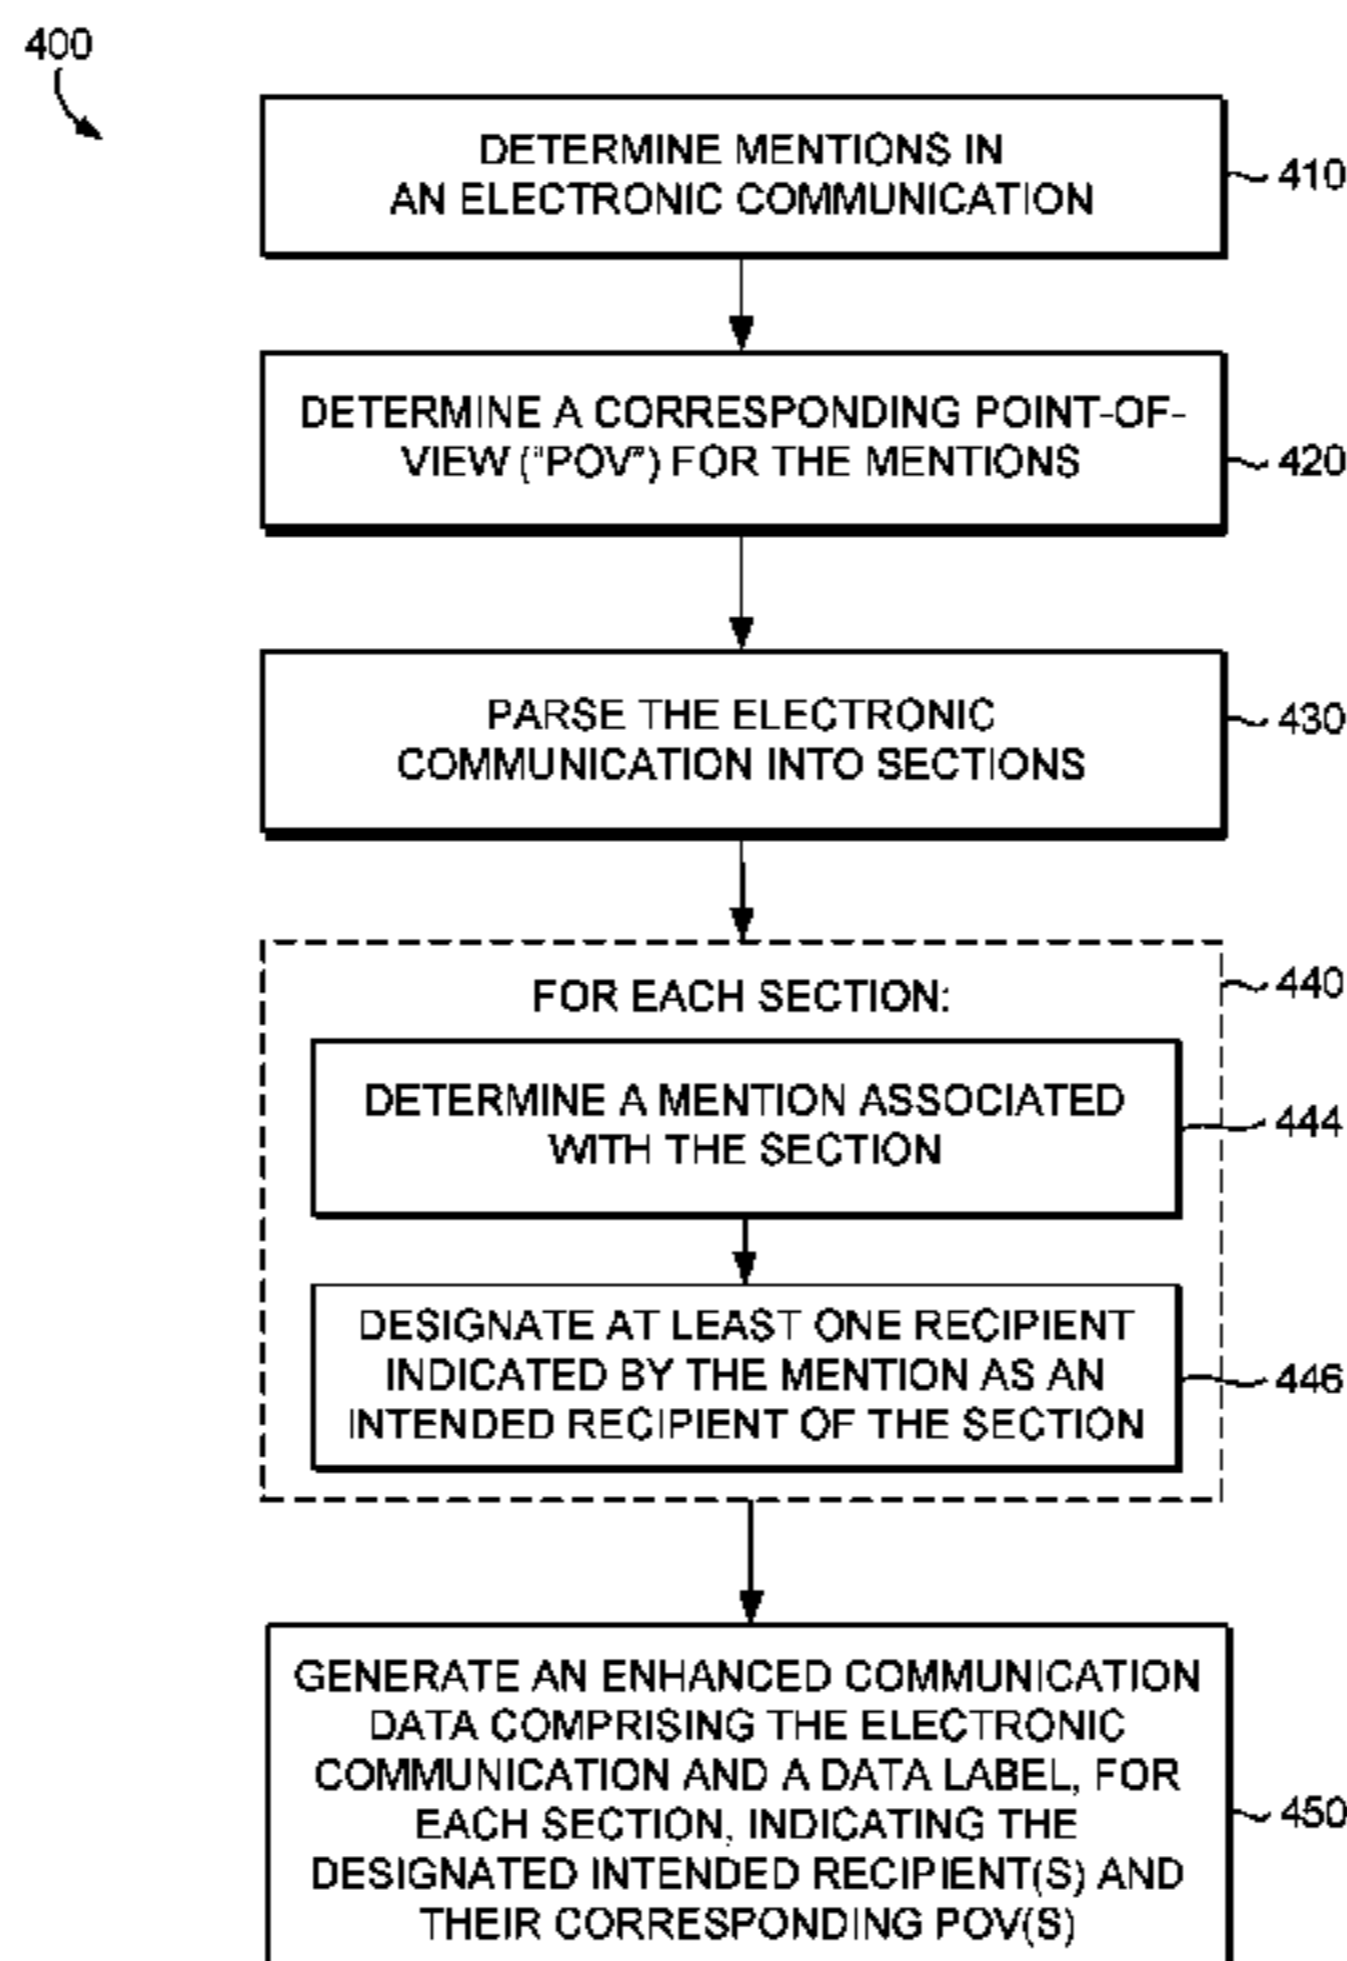 400
DETERMINE MENTIONS IN
AN ELECTRONIC COMMUNICATION
410
DETERMINE A CORRESPONDING POINT-OF-
VIEW (“POV”) FOR THE MENTIONS
420
PARSE THE ELECTRONIC
COMMUNICATION INTO SECTIONS
430
FOR EACH SECTION:
440
DETERMINE A MENTION ASSOCIATED
WITH THE SECTION
444
DESIGNATE AT LEAST ONE RECIPIENT
INDICATED BY THE MENTION AS AN
INTENDED RECIPIENT OF THE SECTION
446
GENERATE AN ENHANCED COMMUNICATION
DATA COMPRISING THE ELECTRONIC
COMMUNICATION AND A DATA LABEL, FOR
EACH SECTION, INDICATING THE
DESIGNATED INTENDED RECIPIENT(S) AND
THEIR CORRESPONDING POV(S)
450